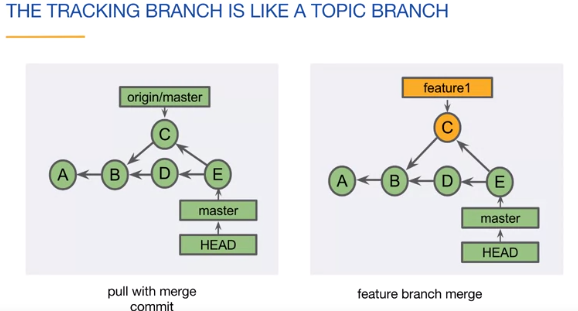 THE TRACKING BRANCH IS LIKE A TOPIC BRANCH
origin/master
C
A
B
D
E
master
HEAD
pull with merge
commit
feature1
C
A
B
D
E
master
HEAD
feature branch merge